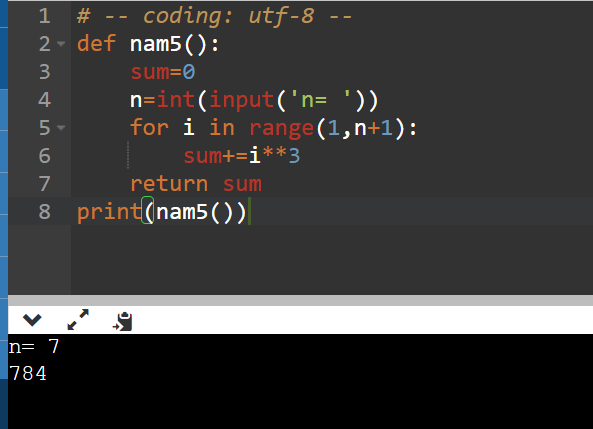 1 # -- coding: utf-8 --
2 def nam5():
3     sum=0
4     n=int(input('n= '))
5     for i in range(1,n+1):
6         sum+=i**3
7     return sum
8 print(nam5())
n= 7
784